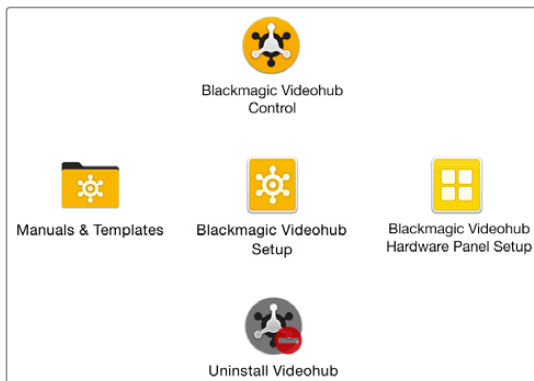 Blackmagic Videohub
Control
Manuals & Templates
Blackmagic Videohub
Setup
Blackmagic Videohub
Hardware Panel Setup
Uninstall Videohub